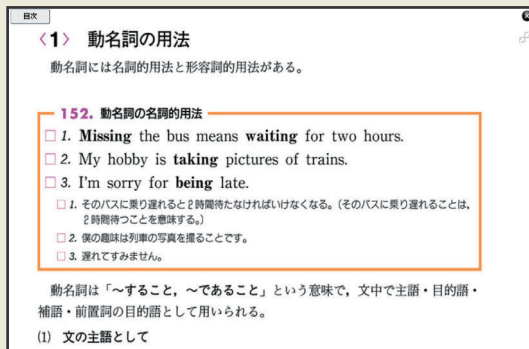 目次
〈1〉 動名詞の用法
動名詞には名詞的用法と形容詞的用法がある。
152. 動名詞の名詞的用法
□ 1. Missing the bus means waiting for two hours.
□ 2. My hobby is taking pictures of trains.
□ 3. I'm sorry for being late.
□ 1. そのバスに乗り遅れると2時間待たなければいけなくなる。(そのバスに乗り遅れることは,
2時間待つことを意味する。)
□ 2. 僕の趣味は列車の写真を撮ることです。
□ 3. 遅れてすみません。
動名詞は「~すること,~であること」という意味で,文中で主語・目的語・
補語・前置詞の目的語として用いられる。
(1) 文の主語として